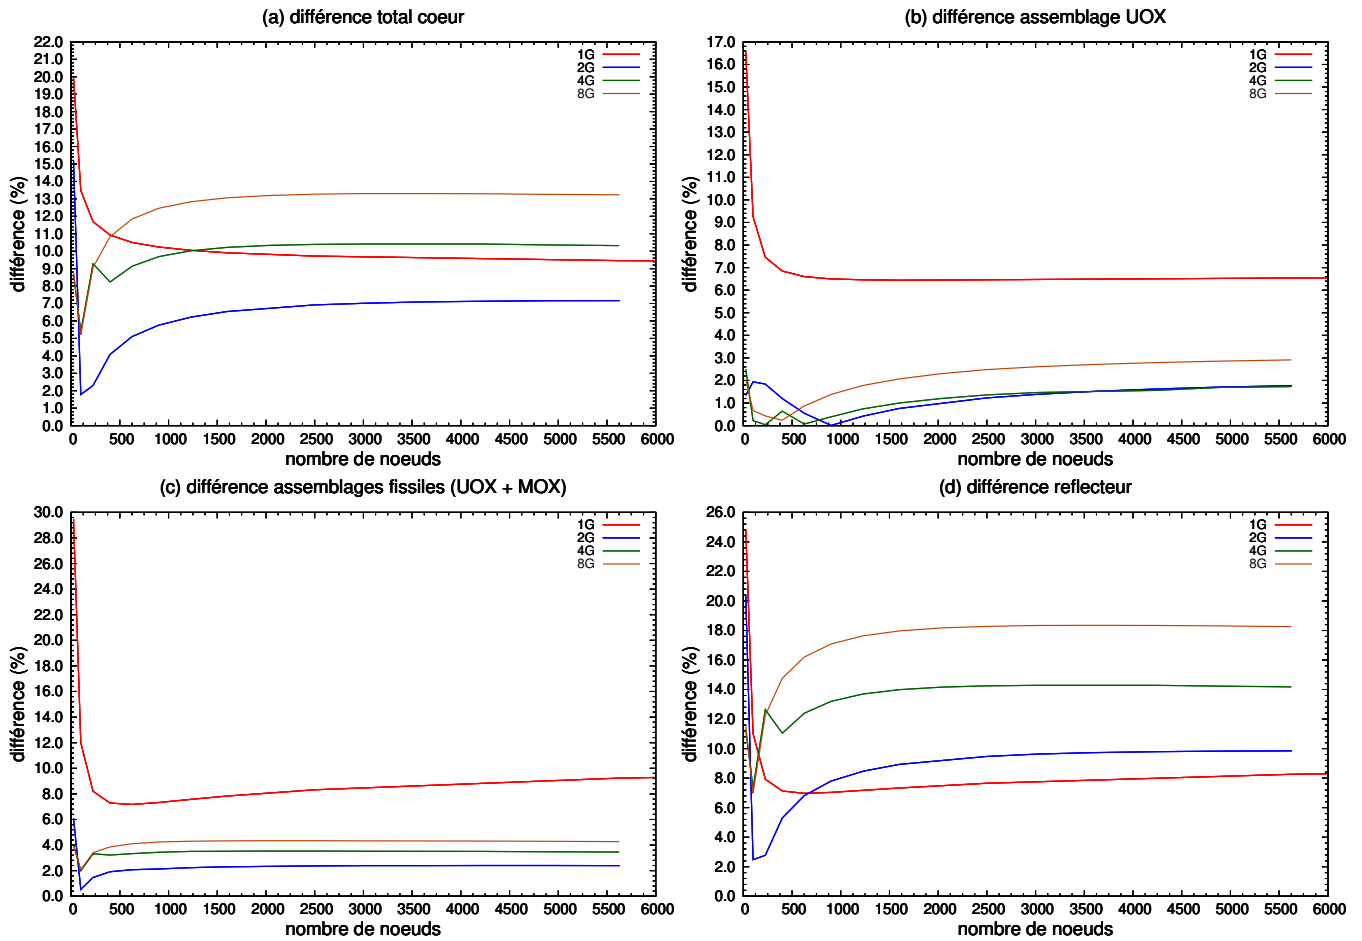 (a) différence total coeur
différence (%)
22.0
21.0
20.0
19.0
18.0
17.0
16.0
15.0
14.0
13.0
12.0
11.0
10.0
9.0
8.0
7.0
6.0
5.0
4.0
3.0
2.0
1.0
0.0
1G
2G
4G
8G
0 500 1000 1500 2000 2500 3000 3500 4000 4500 5000 5500 6000
nombre de noeuds
(b) différence assemblage UOX
différence (%)
17.0
16.0
15.0
14.0
13.0
12.0
11.0
10.0
9.0
8.0
7.0
6.0
5.0
4.0
3.0
2.0
1.0
0.0
1G
2G
4G
8G
0 500 1000 1500 2000 2500 3000 3500 4000 4500 5000 5500 6000
nombre de noeuds
(c) différence assemblages fissiles (UOX + MOX)
différence (%)
30.0
28.0
26.0
24.0
22.0
20.0
18.0
16.0
14.0
12.0
10.0
8.0
6.0
4.0
2.0
0.0
1G
2G
4G
8G
0 500 1000 1500 2000 2500 3000 3500 4000 4500 5000 5500 6000
nombre de noeuds
(d) différence reflecteur
différence (%)
26.0
24.0
22.0
20.0
18.0
16.0
14.0
12.0
10.0
8.0
6.0
4.0
2.0
0.0
1G
2G
4G
8G
0 500 1000 1500 2000 2500 3000 3500 4000 4500 5000 5500 6000
nombre de noeuds